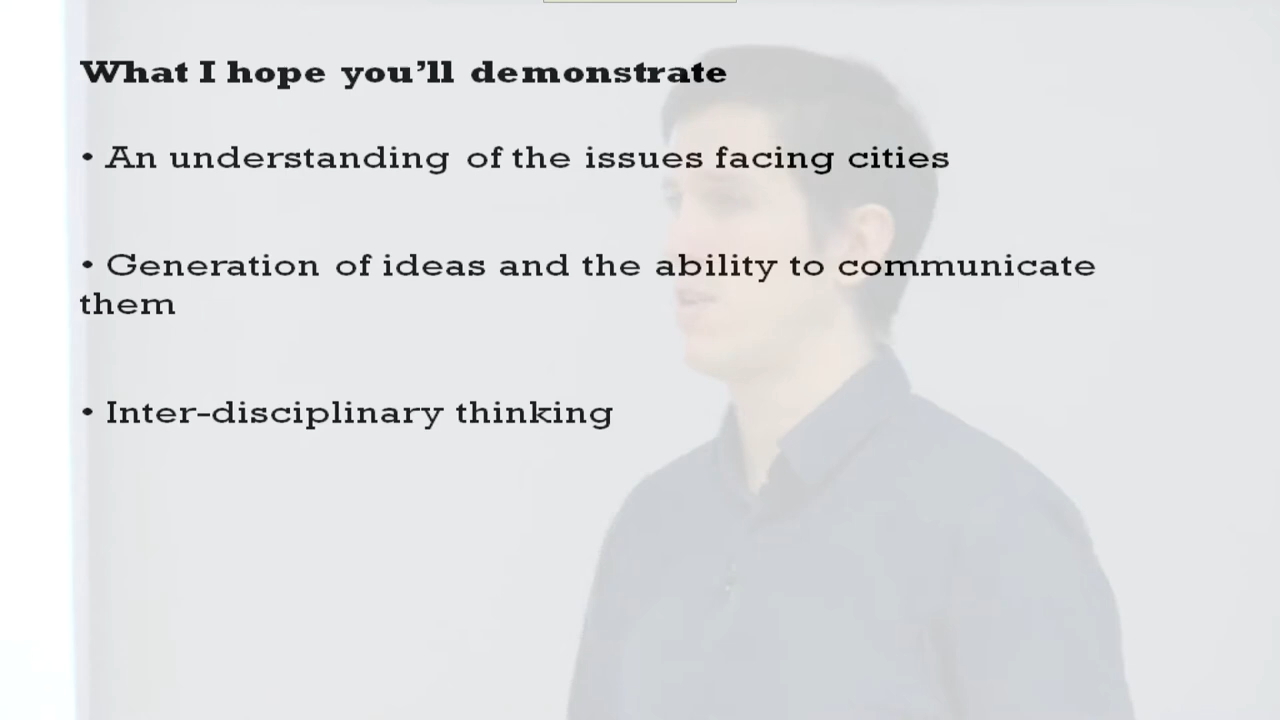 What I hope you’ll demonstrate
• An understanding of the issues facing cities
• Generation of ideas and the ability to communicate
them
• Inter-disciplinary thinking